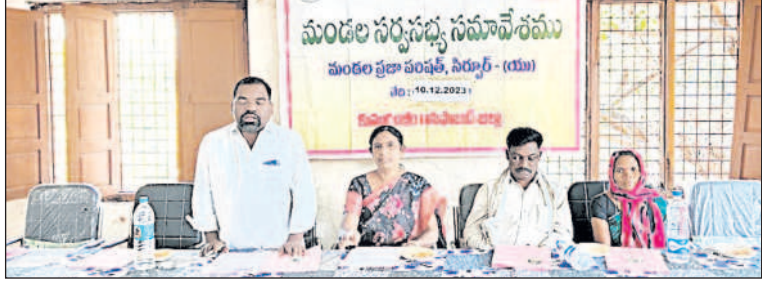 మండల సర్వసభ్య సమావేశము
మండల ప్రజా పరిషత్, సిర్పూర్ - (యు)
తేది : 10.12.2023
జిల్లా